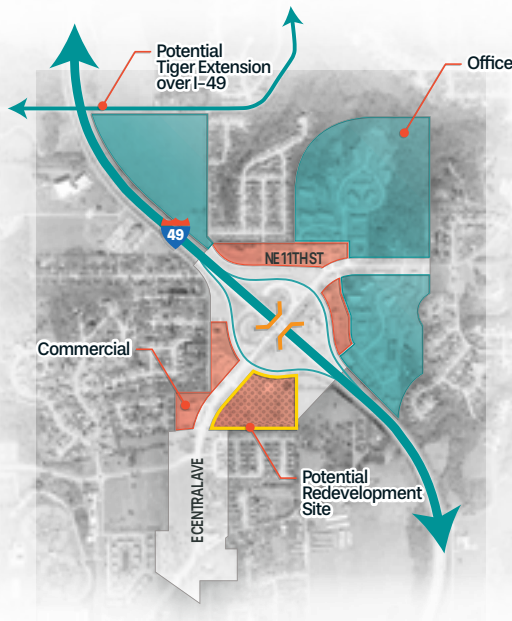 Potential
Tiger Extension
over I-49
Office
49
NE 11TH ST
Commercial
E CENTRAL AVE
Potential
Redevelopment
Site